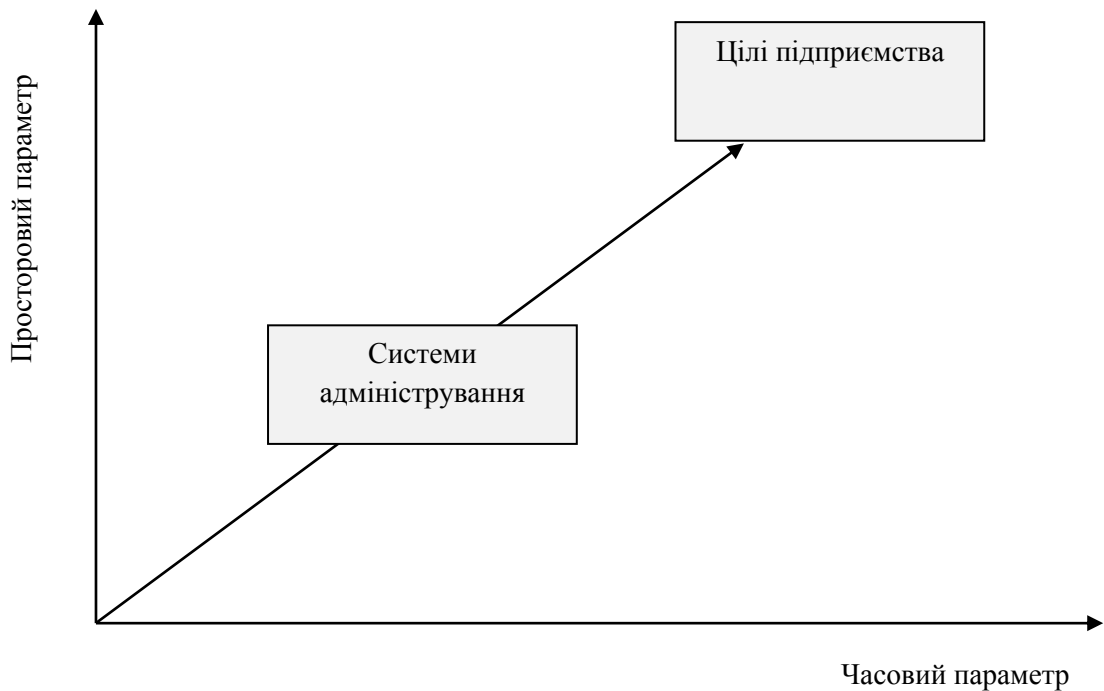 Цілі підприємства
Просторовий параметр
Системи
адміністрування
Часовий параметр